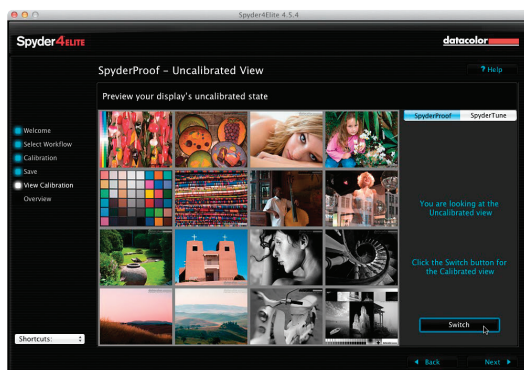 Spyder4Elite 4.5.4
Spyder4ELITE
datacolor
SpyderProof – Uncalibrated View
? Help
Preview your display's uncalibrated state
SpyderProof
SpyderTune
Welcome
Select Workflow
Calibration
Save
View Calibration
Overview
You are looking at the
Uncalibrated view
Click the Switch button for
the Calibrated view
Switch
Shortcuts:
Back
Next